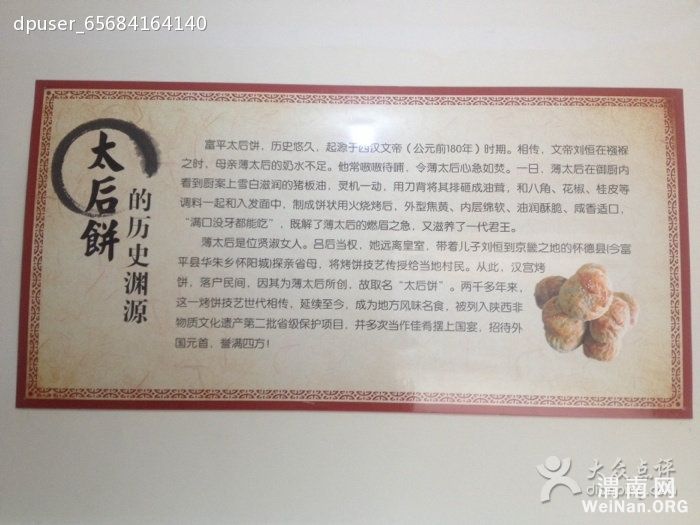 dpuser_65684164140
太后餅
的历史渊源
富平太后饼，历史悠久，起源于西汉文帝（公元前180年）时期。相传，文帝刘恒在襁褓
之时，母亲薄太后的奶水不足。他常嗷嗷待哺，令薄太后心急如焚。一日，薄太后在御厨内
看到厨案上雪白滋润的猪板油，灵机一动，用刀背将其排砸成油茸，和八角、花椒、桂皮等
调料一起和入发面中，制成饼状用火烧烤后，外型焦黄、内层绵软、油润酥脆、咸香适口，
“满口没牙都能吃”，既解了薄太后的燃眉之急，又滋养了一代君王。
薄太后是位贤淑女人。吕后当权，她远离皇室，带着儿子刘恒到京畿之地的怀德县(今富
平县华朱乡怀阳城)探亲省母，将烤饼技艺传授给当地村民。从此，汉宫烤
饼，落户民间，因其为薄太后所创，故取名“太后饼”。两千多年来，
这一烤饼技艺世代相传，延续至今，成为地方风味名食，被列入陕西非
物质文化遗产第二批省级保护项目，并多次当作佳肴摆上国宴，招待外
国元首，誉满四方！
大众点评
渭南网
WeiNan.ORG